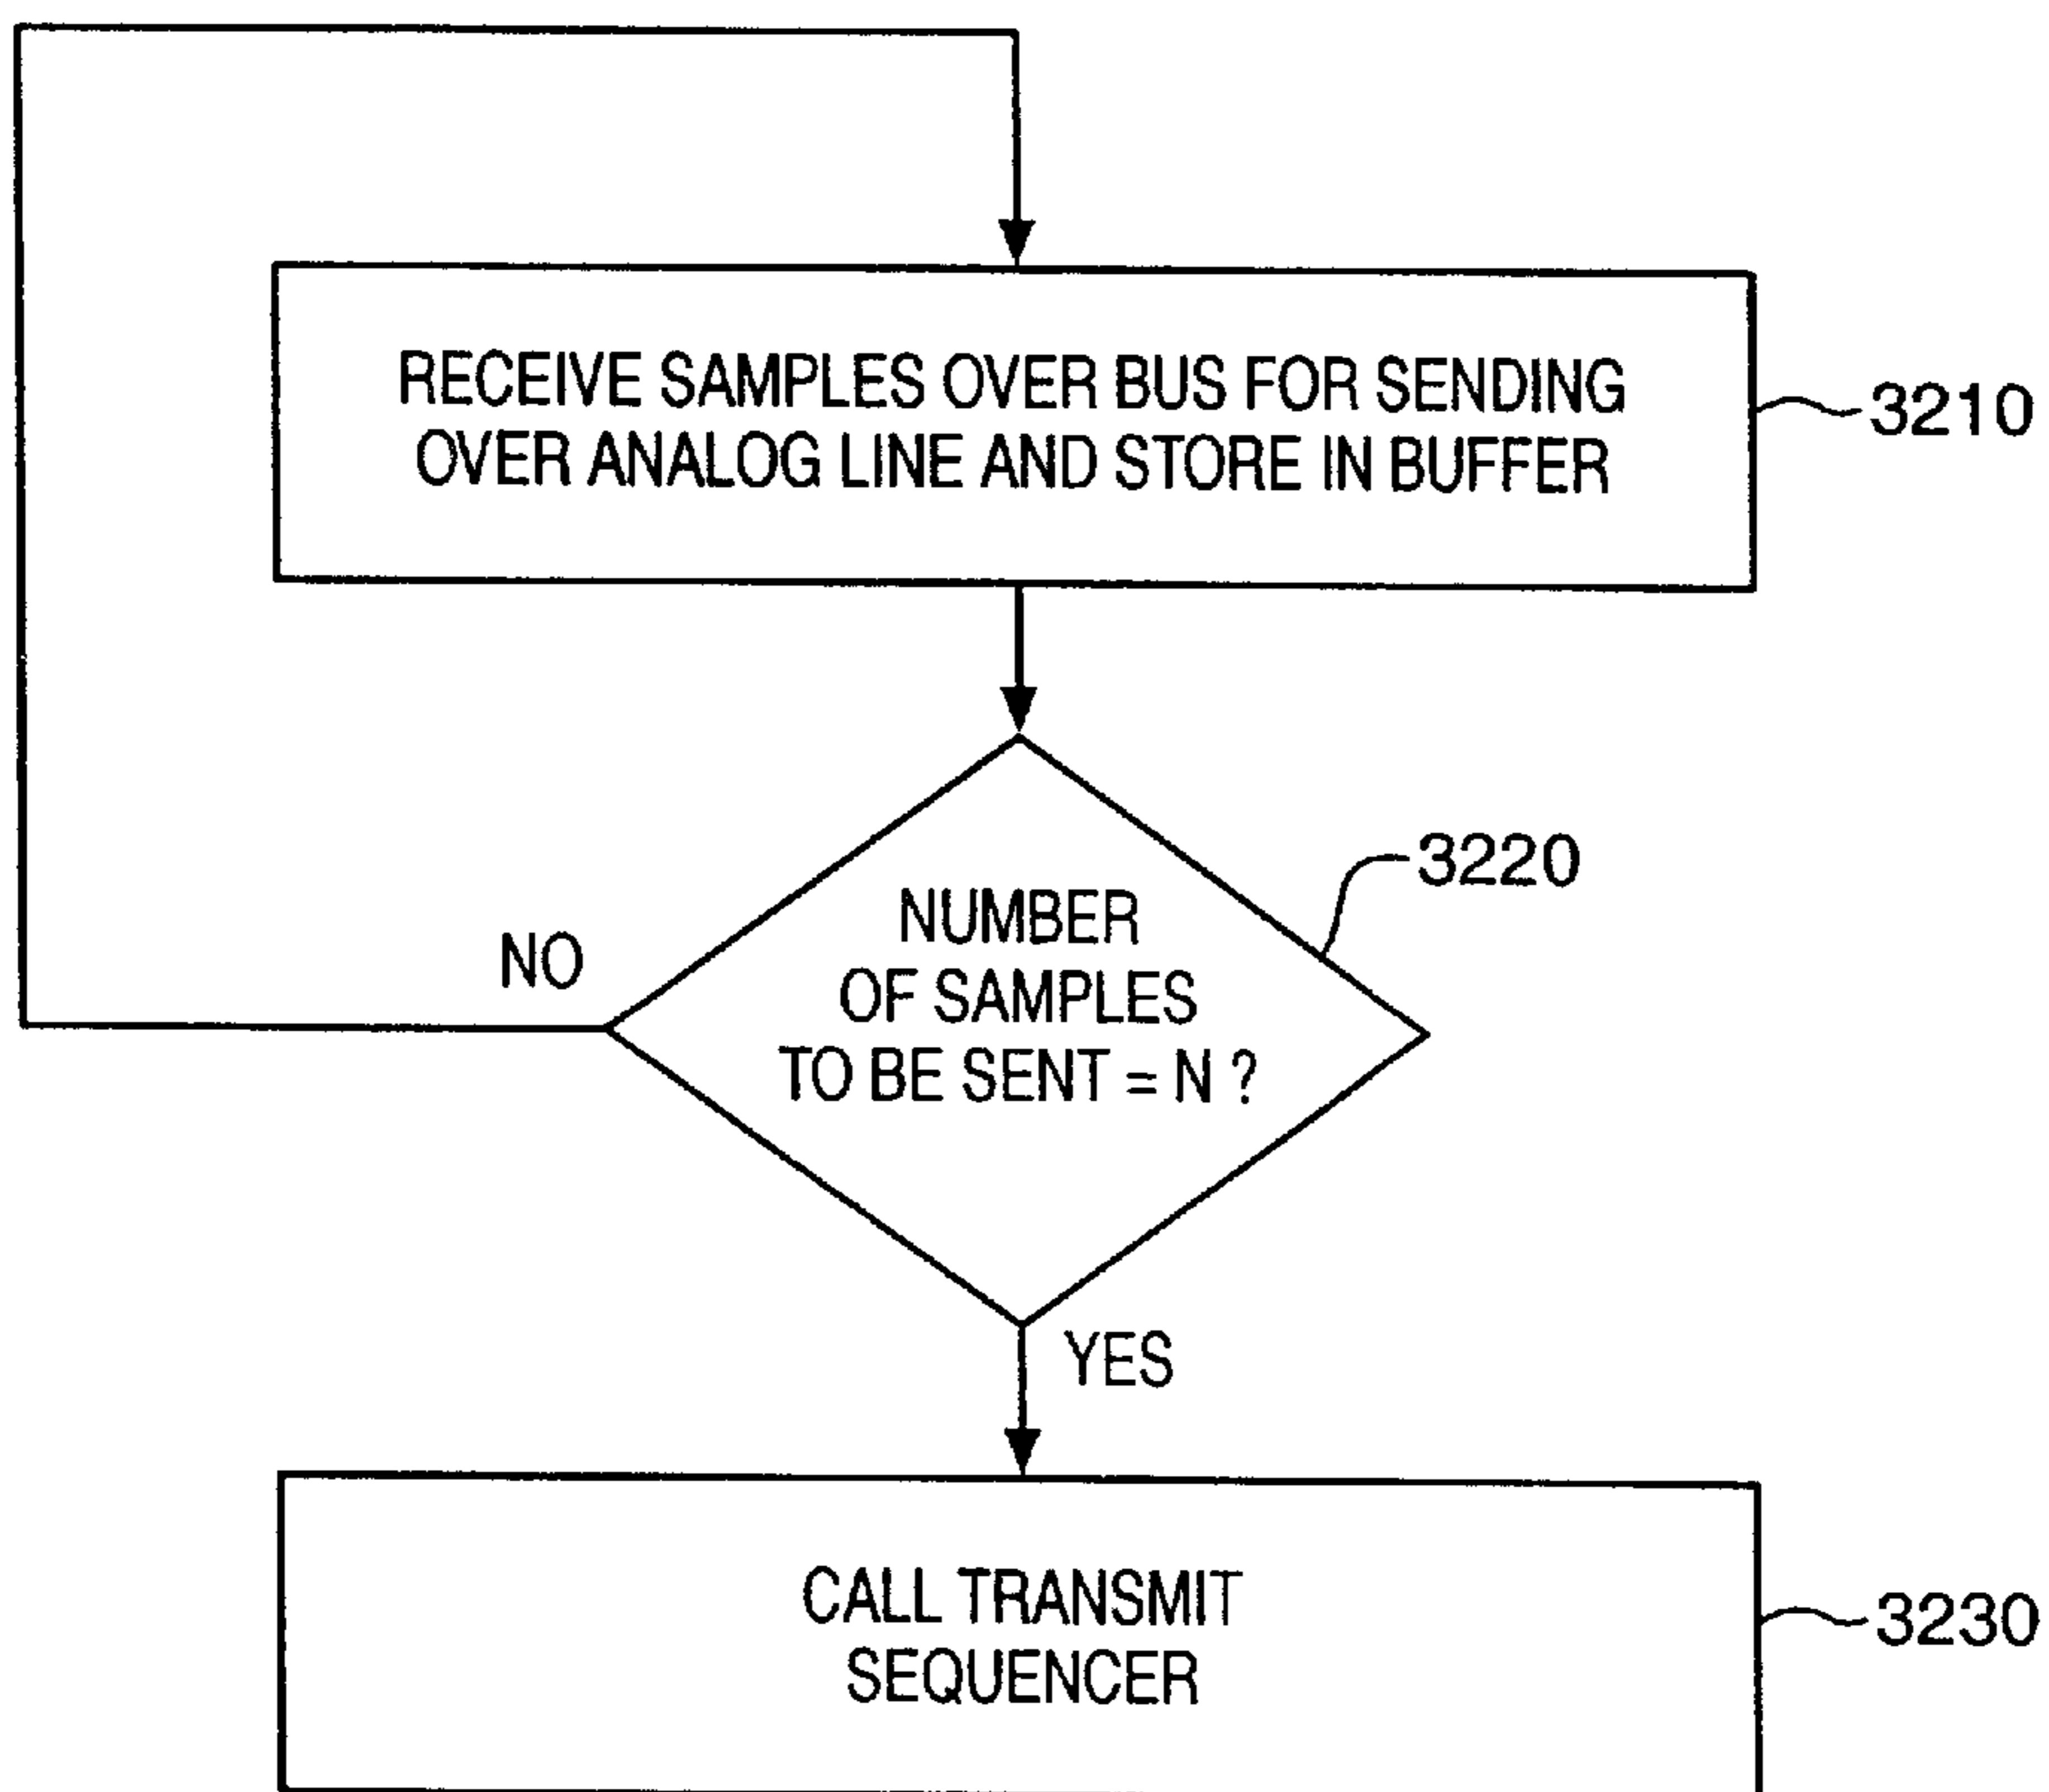 RECEIVE SAMPLES OVER BUS FOR SENDING
OVER ANALOG LINE AND STORE IN BUFFER
3210
3220
NUMBER
OF SAMPLES
TO BE SENT = N ?
NO
YES
CALL TRANSMIT
SEQUENCER
3230